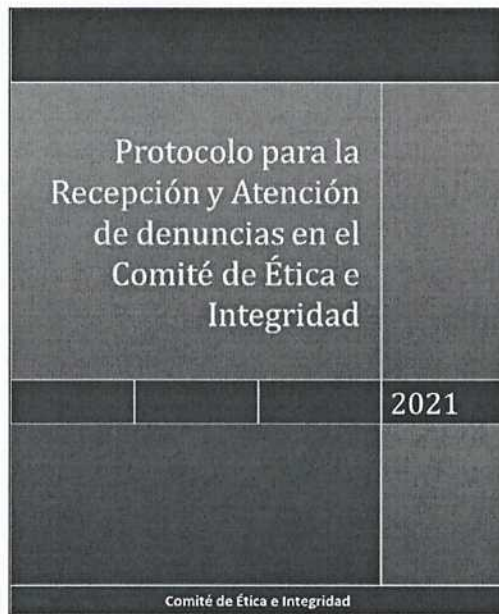 Protocolo para la
Recepción y Atención
de denuncias en el
Comité de Ética e
Integridad
2021
Comité de Ética e Integridad